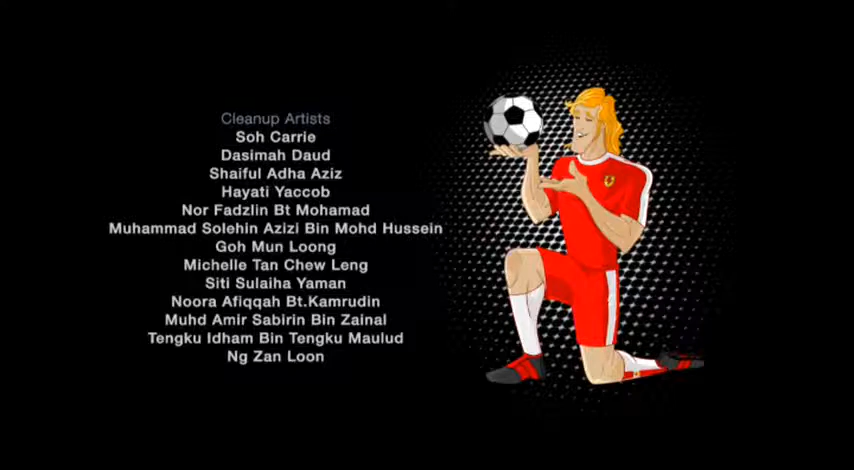 Cleanup Artists
Soh Carrie
Dasimah Daud
Shaiful Adha Aziz
Hayati Yaccob
Nor Fadzlin Bt Mohamad
Muhammad Solehin Azizi Bin Mohd Hussein
Goh Mun Loong
Michelle Tan Chew Leng
Siti Sulaiha Yaman
Noora Afiqqah Bt.Kamrudin
Muhd Amir Sabirin Bin Zainal
Tengku Idham Bin Tengku Maulud
Ng Zan Loon